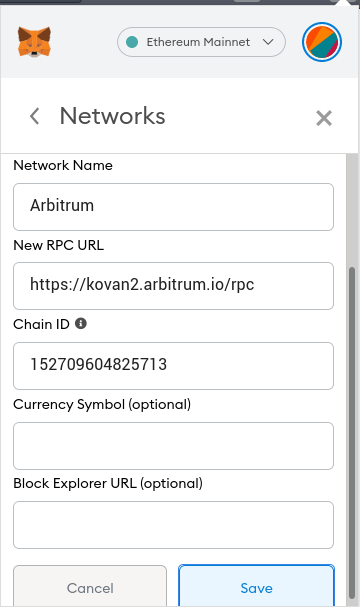 Ethereum Mainnet
Networks
Network Name
Arbitrum
New RPC URL
https://kovan2.arbitrum.io/rpc
Chain ID
152709604825713
Currency Symbol (optional)
Block Explorer URL (optional)
Cancel Save